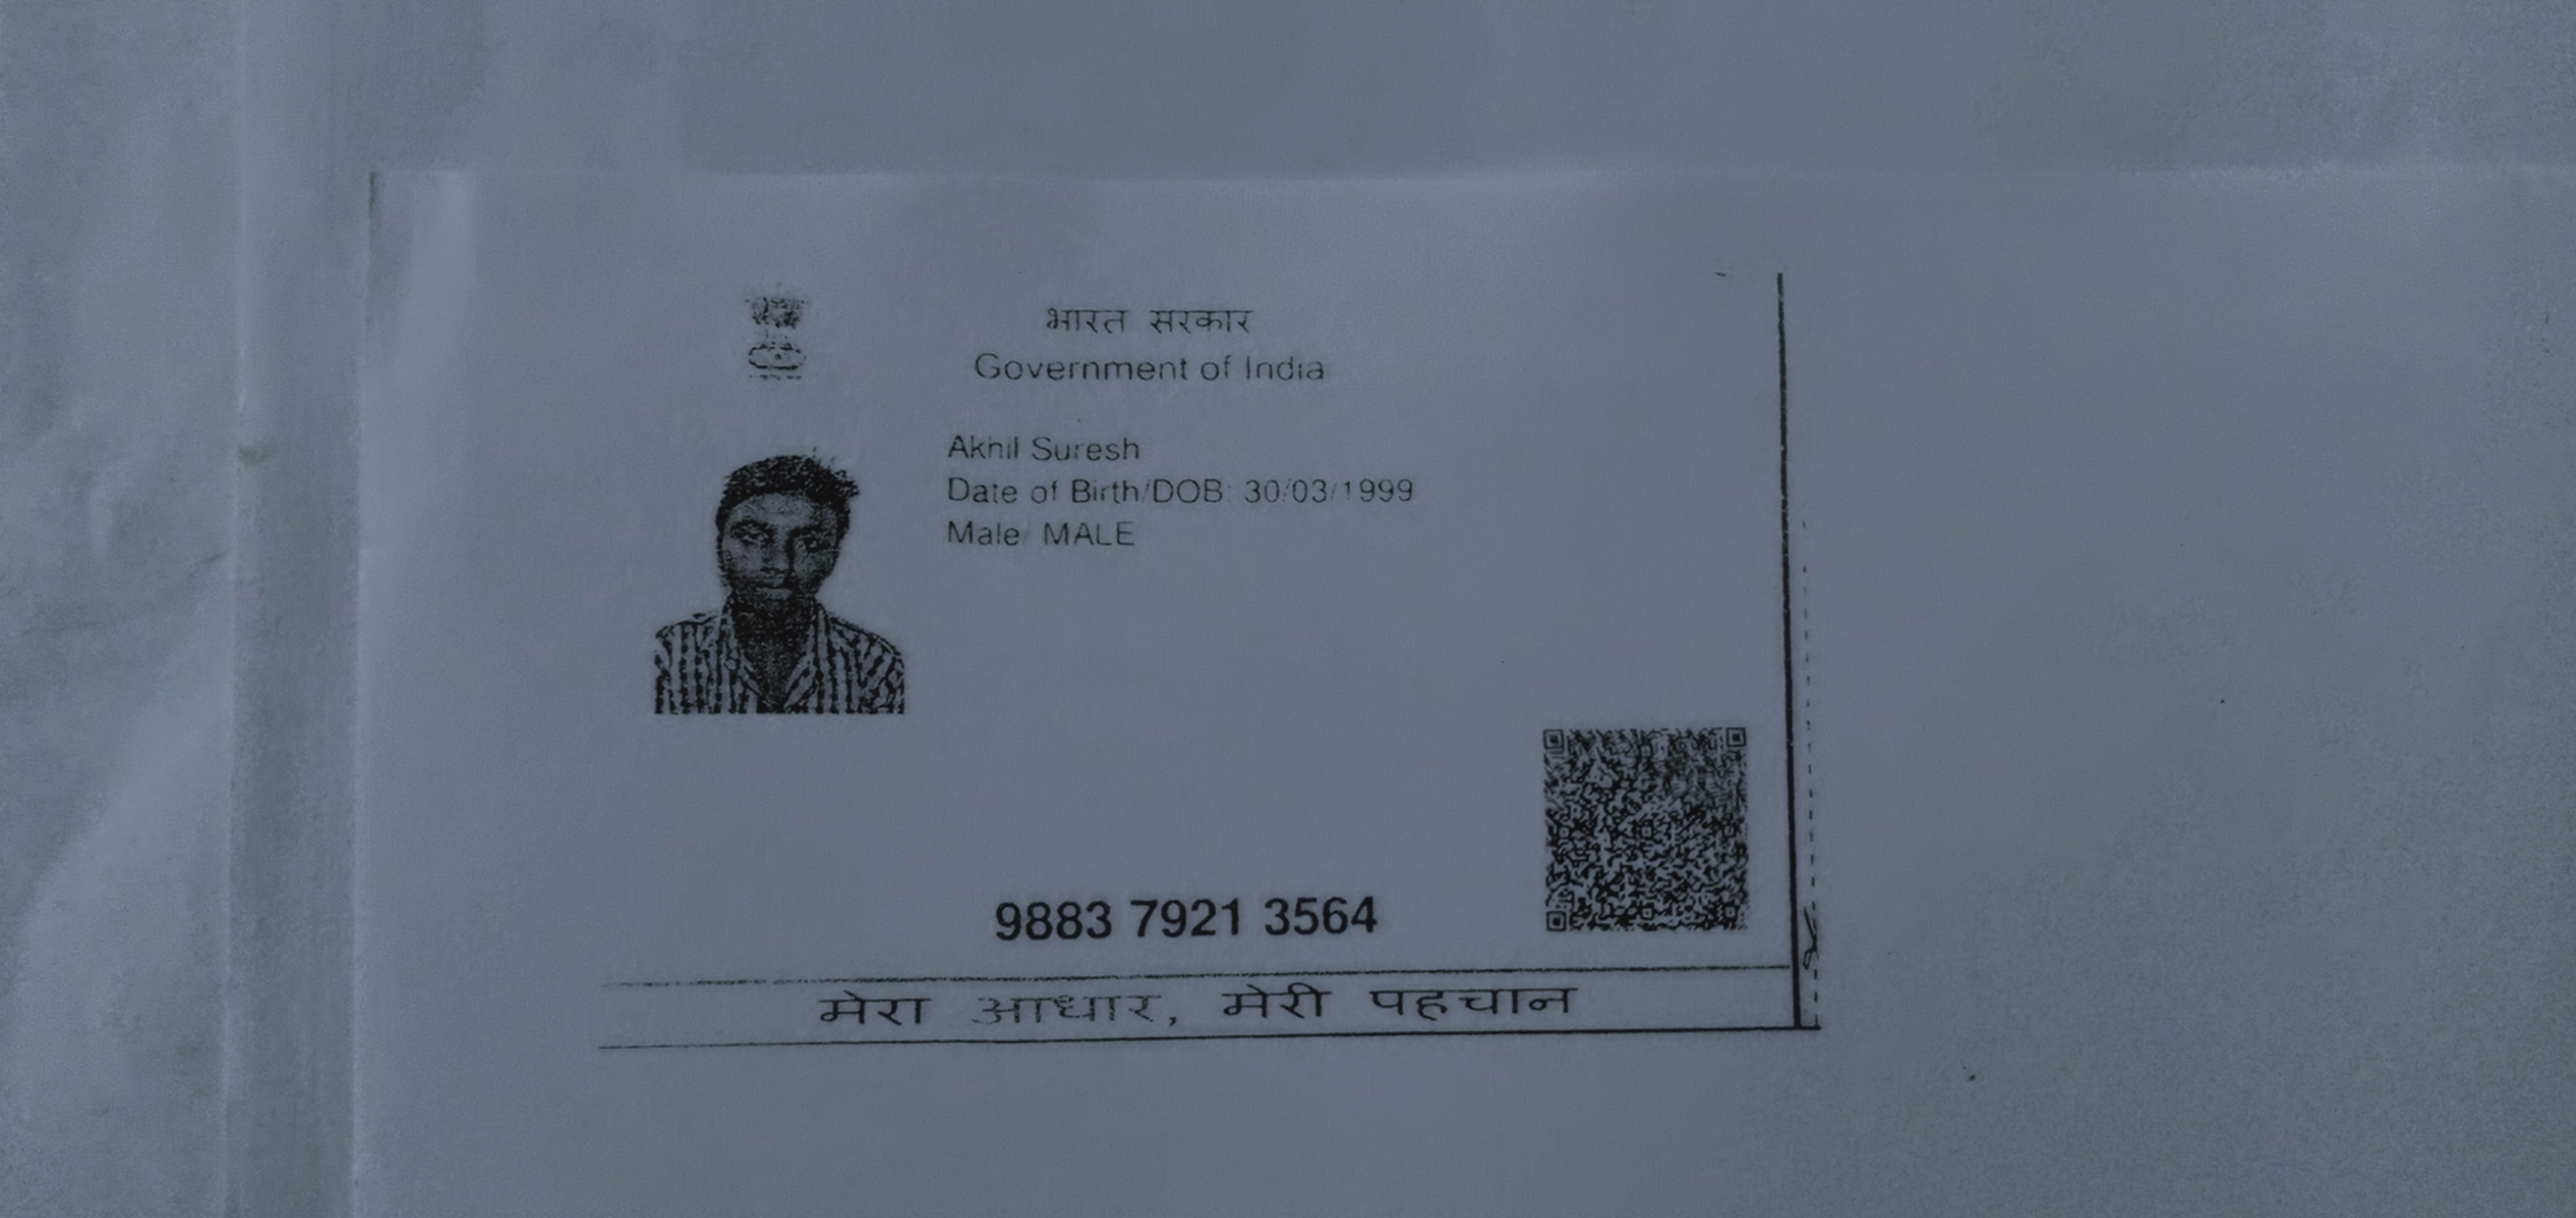 भारत सरकार
Government of India
Akhil Suresh
Date of Birth/DOB: 30/03/1999
Male/ MALE
9883 7921 3564
मेरा आधार, मेरी पहचान